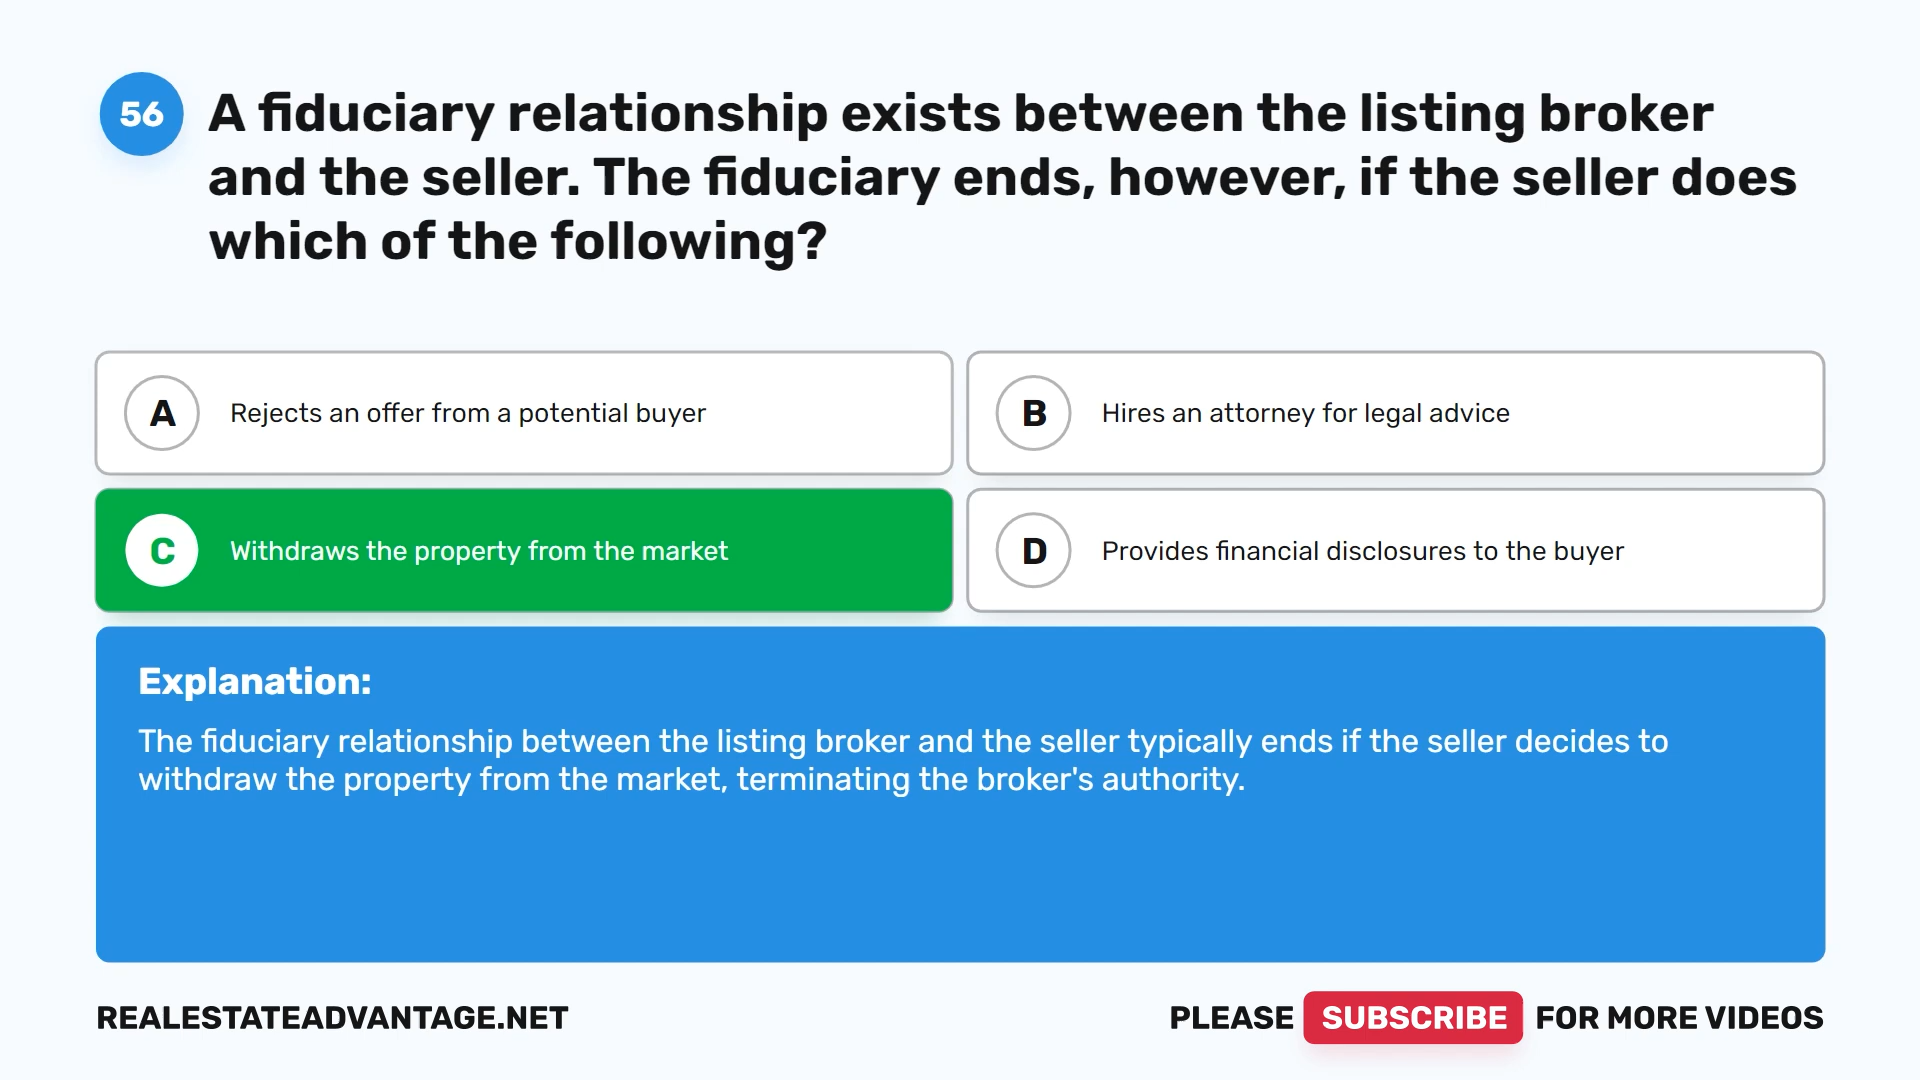 56
A fiduciary relationship exists between the listing broker
and the seller. The fiduciary ends, however, if the seller does
which of the following?
A Rejects an offer from a potential buyer
B Hires an attorney for legal advice
C Withdraws the property from the market
D Provides financial disclosures to the buyer
Explanation:
The fiduciary relationship between the listing broker and the seller typically ends if the seller decides to
withdraw the property from the market, terminating the broker's authority.
REALESTATEADVANTAGE.NET
PLEASE SUBSCRIBE FOR MORE VIDEOS